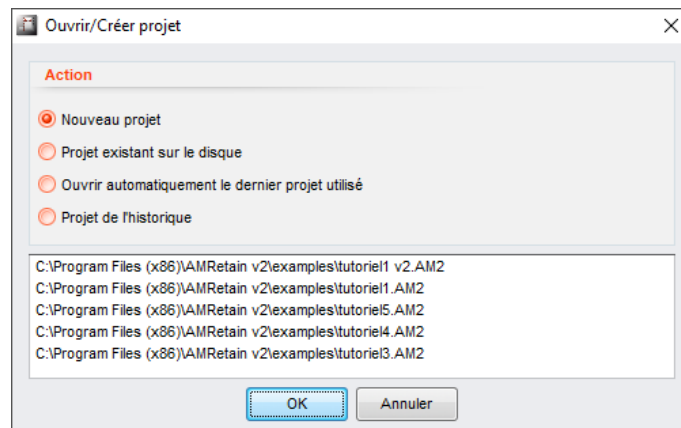 Ouvrir/Créer projet
Action
Nouveau projet
Projet existant sur le disque
Ouvrir automatiquement le dernier projet utilisé
Projet de l'historique
C:\Program Files (x86)\AMRetain v2\examples\tutoriel1 v2.AM2
C:\Program Files (x86)\AMRetain v2\examples\tutoriel1.AM2
C:\Program Files (x86)\AMRetain v2\examples\tutoriel5.AM2
C:\Program Files (x86)\AMRetain v2\examples\tutoriel4.AM2
C:\Program Files (x86)\AMRetain v2\examples\tutoriel3.AM2
OK Annuler